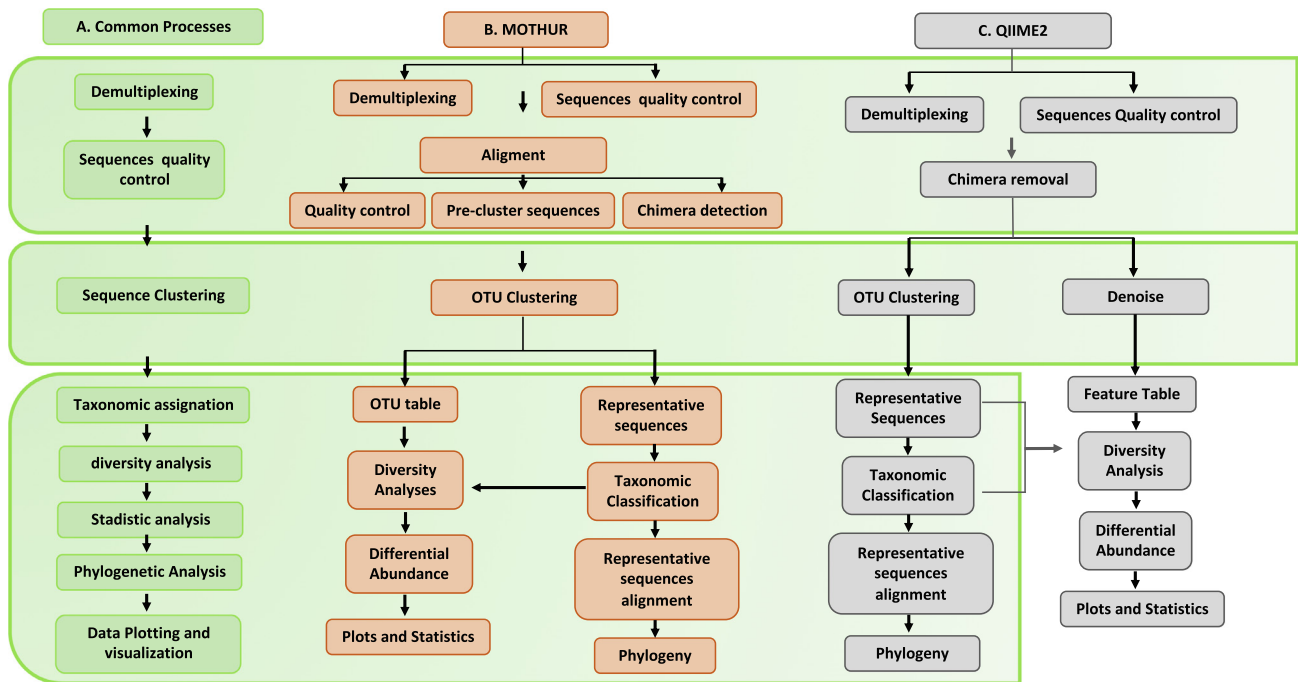 A. Common Processes
Demultiplexing
Sequences quality
control
Sequence Clustering
Taxonomic assignation
diversity analysis
Stadistic analysis
Phylogenetic Analysis
Data Plotting and
visualization
B. MOTHUR
Demultiplexing
Sequences quality control
Aligment
Quality control
Pre-cluster sequences
Chimera detection
OTU Clustering
OTU table
Diversity
Analyses
Differential
Abundance
Plots and Statistics
Representative
sequences
Taxonomic
Classification
Representative
sequences
alignment
Phylogeny
C. QIIME2
Demultiplexing
Sequences Quality control
Chimera removal
OTU Clustering
Denoise
Representative
Sequences
Taxonomic
Classification
Representative
sequences
alignment
Phylogeny
Feature Table
Diversity
Analysis
Differential
Abundance
Plots and Statistics